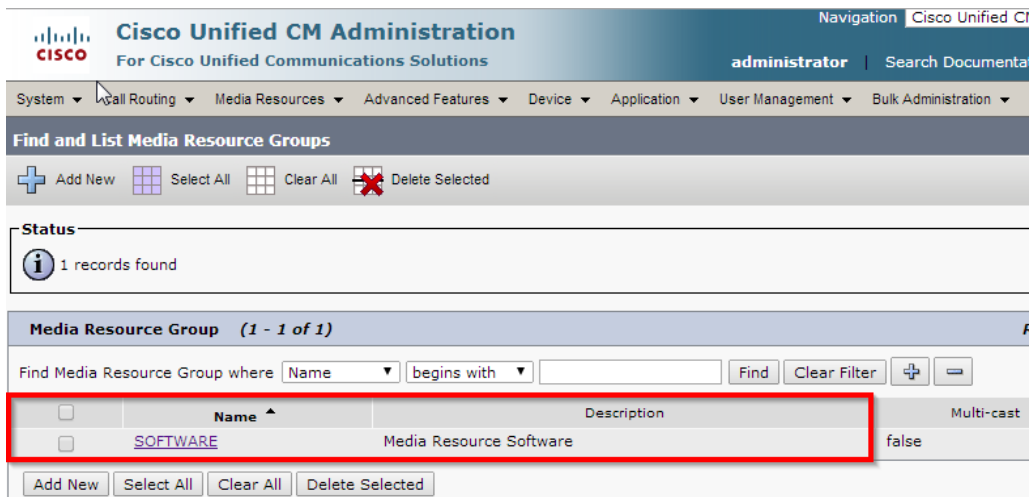 Navigation Cisco Unified CM
Cisco Unified CM Administration
CISCO
For Cisco Unified Communications Solutions
administrator | Search Documenta
System Call Routing Media Resources Advanced Features Device Application User Management Bulk Administration
Find and List Media Resource Groups
Add New Select All Clear All Delete Selected
Status
1 records found
Media Resource Group (1 - 1 of 1)
Find Media Resource Group where Name begins with Find Clear Filter
Name Description Multi-cast
SOFTWARE Media Resource Software false
Add New Select All Clear All Delete Selected